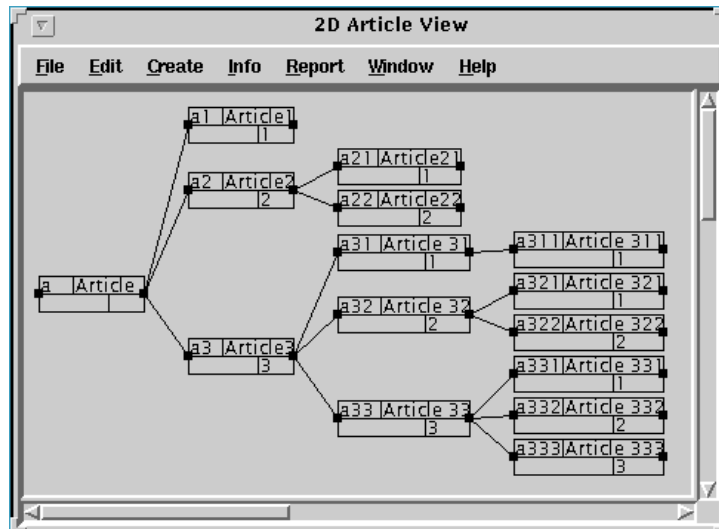 2D Article View
File Edit Create Info Report Window Help
a1 Article1
1
a2 Article2
2
a21 Article21
1
a22 Article22
2
a31 Article 31
1
a311 Article 311
1
a Article
a32 Article 32
2
a321 Article 321
1
a322 Article 322
2
a3 Article3
3
a33 Article 33
3
a331 Article 331
1
a332 Article 332
2
a333 Article 333
3